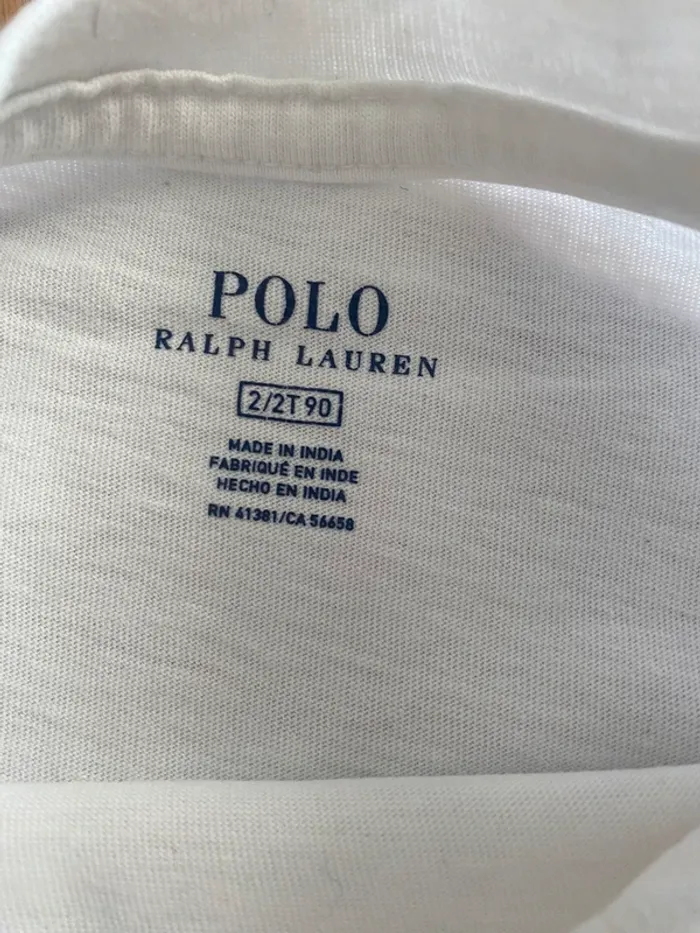 POLO
RALPH LAUREN
2/2T 90
MADE IN INDIA
FABRIQUÉ EN INDE
HECHO EN INDIA
RN 41381/CA 56658